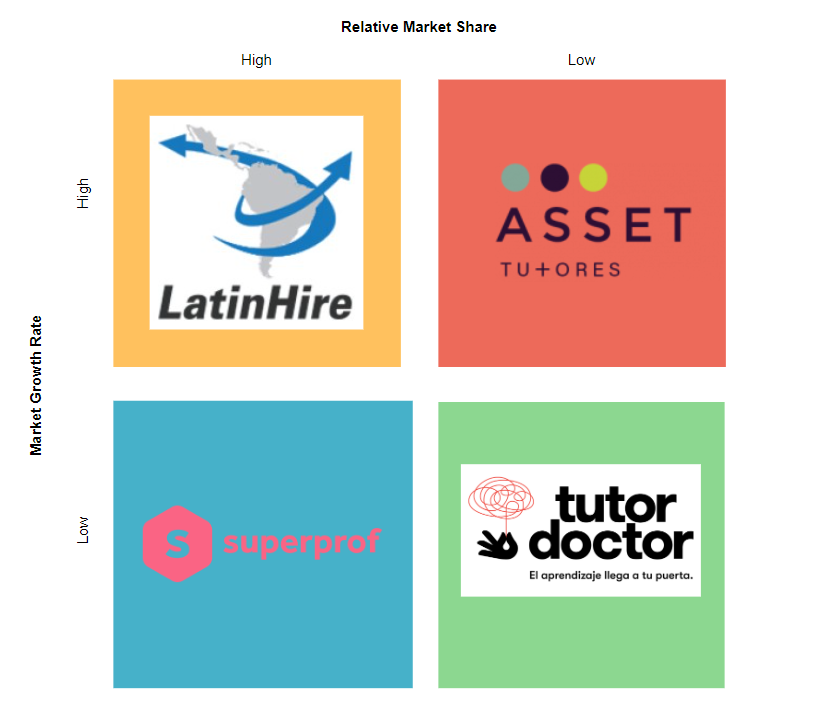 Relative Market Share
High
Low
High
LatinHire
ASSET
TU+ORES
Market Growth Rate
Low
S superprof
tutor
doctor
El aprendizaje llega a tu puerta.